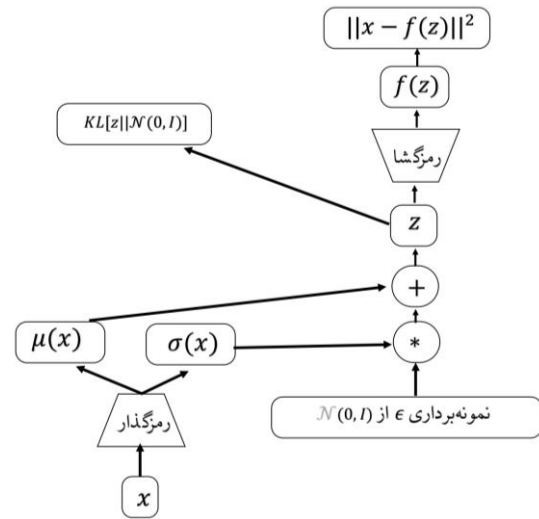 ||x − f(z)||²
f(z)
KL[z||𝒩(0, I)]
رمزگشا
z
+
μ(x)
σ(x)
*
نمونه‌برداری ϵ از 𝒩(0, I)
رمزگذار
x